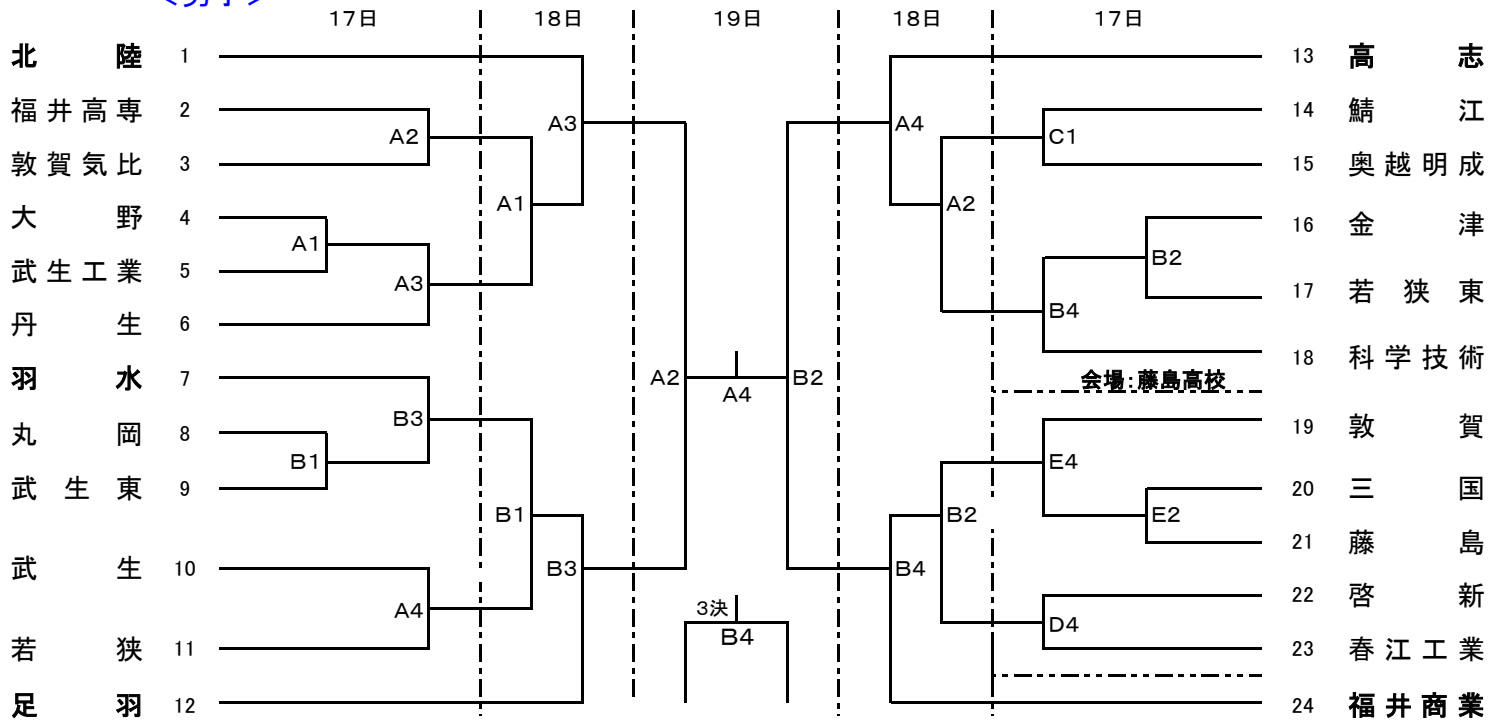 ＜男子＞
17日 18日 19日 18日 17日
北陸 1
福井高専 2
敦賀気比 3
大野 4
武生工業 5
丹生 6
羽水 7
丸岡 8
武生東 9
武生 10
若狭 11
足羽 12
A2
A1
A3
B3
B1
A4
A1
B1
A3
B3
A2
A4
B2
3決
B4
A4
B4
A2
B2
C1
B2
B4
会場：藤島高校
E4
E2
D4
13 高志
14 鯖江
15 奥越明成
16 金津
17 若狭東
18 科学技術
19 敦賀
20 三国
21 藤島
22 啓新
23 春江工業
24 福井商業